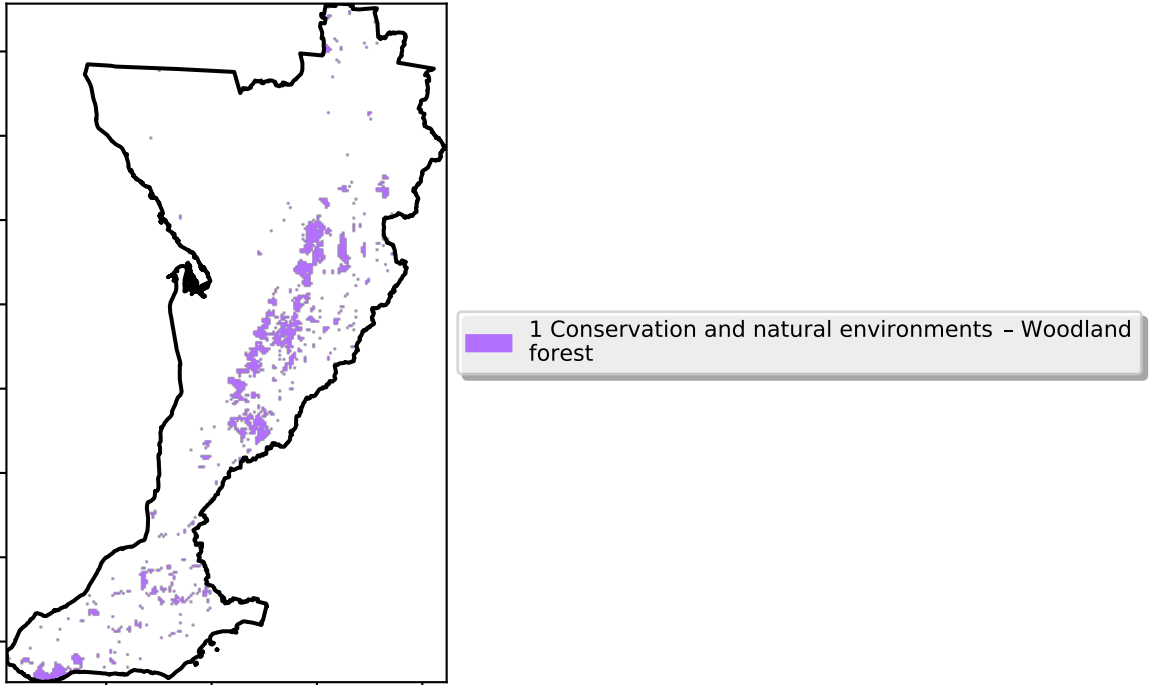 1 Conservation and natural environments – Woodland
forest